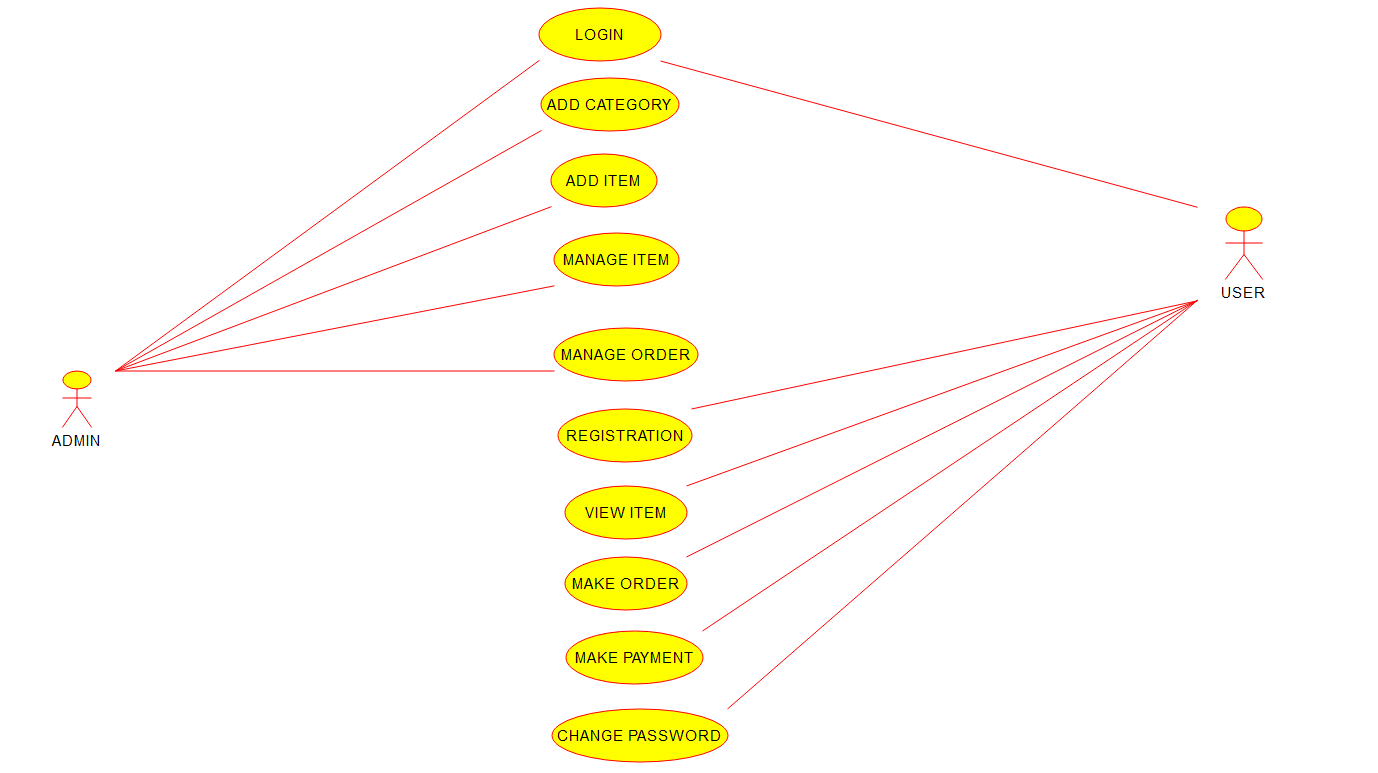 LOGIN
ADD CATEGORY
ADD ITEM
MANAGE ITEM
USER
MANAGE ORDER
ADMIN
REGISTRATION
VIEW ITEM
MAKE ORDER
MAKE PAYMENT
CHANGE PASSWORD